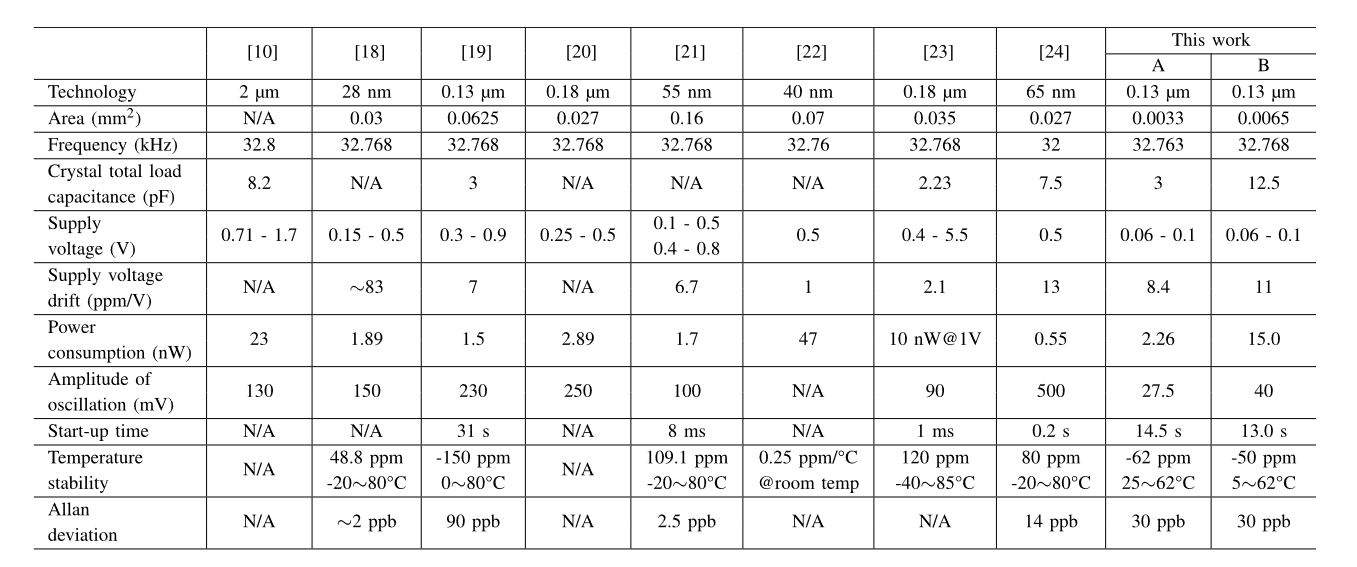 [10] [18] [19] [20] [21] [22] [23] [24] This work
A B
Technology 2 μm 28 nm 0.13 μm 0.18 μm 55 nm 40 nm 0.18 μm 65 nm 0.13 μm 0.13 μm
Area (mm²) N/A 0.03 0.0625 0.027 0.16 0.07 0.035 0.027 0.0033 0.0065
Frequency (kHz) 32.8 32.768 32.768 32.768 32.768 32.76 32.768 32 32.763 32.768
Crystal total load
capacitance (pF) 8.2 N/A 3 N/A N/A N/A 2.23 7.5 3 12.5
Supply 0.1 - 0.5
voltage (V) 0.71 - 1.7 0.15 - 0.5 0.3 - 0.9 0.25 - 0.5 0.4 - 0.8 0.5 0.4 - 5.5 0.5 0.06 - 0.1 0.06 - 0.1
Supply voltage
drift (ppm/V) N/A ∼83 7 N/A 6.7 1 2.1 13 8.4 11
Power
consumption (nW) 23 1.89 1.5 2.89 1.7 47 10 nW@1V 0.55 2.26 15.0
Amplitude of
oscillation (mV) 130 150 230 250 100 N/A 90 500 27.5 40
Start-up time N/A N/A 31 s N/A 8 ms N/A 1 ms 0.2 s 14.5 s 13.0 s
Temperature 48.8 ppm -150 ppm 109.1 ppm 0.25 ppm/°C 120 ppm 80 ppm -62 ppm -50 ppm
stability N/A -20∼80°C 0∼80°C N/A -20∼80°C @room temp -40∼85°C -20∼80°C 25∼62°C 5∼62°C
Allan
deviation N/A ∼2 ppb 90 ppb N/A 2.5 ppb N/A N/A 14 ppb 30 ppb 30 ppb